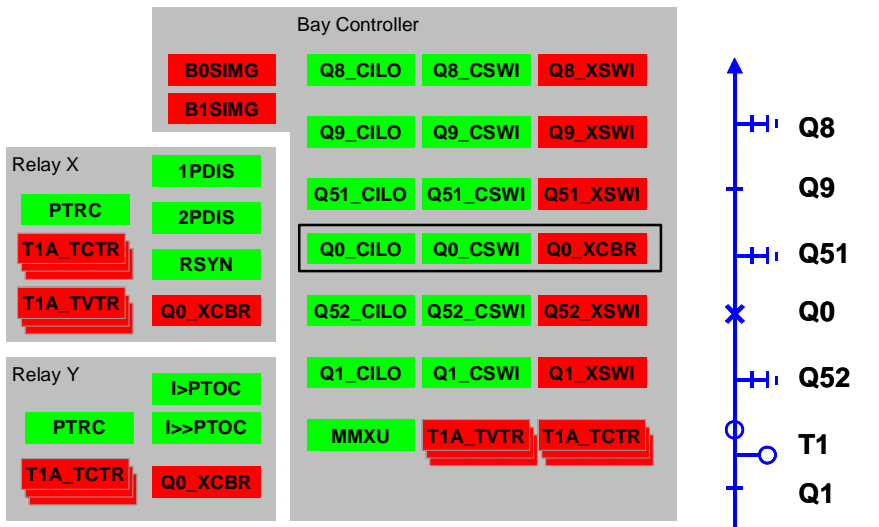 Bay Controller
B0SIMG
B1SIMG
Q8_CILO Q8_CSWI Q8_XSWI
Q9_CILO Q9_CSWI Q9_XSWI
Q51_CILO Q51_CSWI Q51_XSWI
Q0_CILO Q0_CSWI Q0_XCBR
Q52_CILO Q52_CSWI Q52_XSWI
Q1_CILO Q1_CSWI Q1_XSWI
MMXU T1A_TVTR T1A_TCTR
Relay X
1PDIS
PTRC
2PDIS
T1A_TCTR
RSYN
T1A_TVTR
Q0_XCBR
Relay Y
I>PTOC
PTRC
I>>PTOC
T1A_TCTR
Q0_XCBR
Q8
Q9
Q51
Q0
Q52
T1
Q1